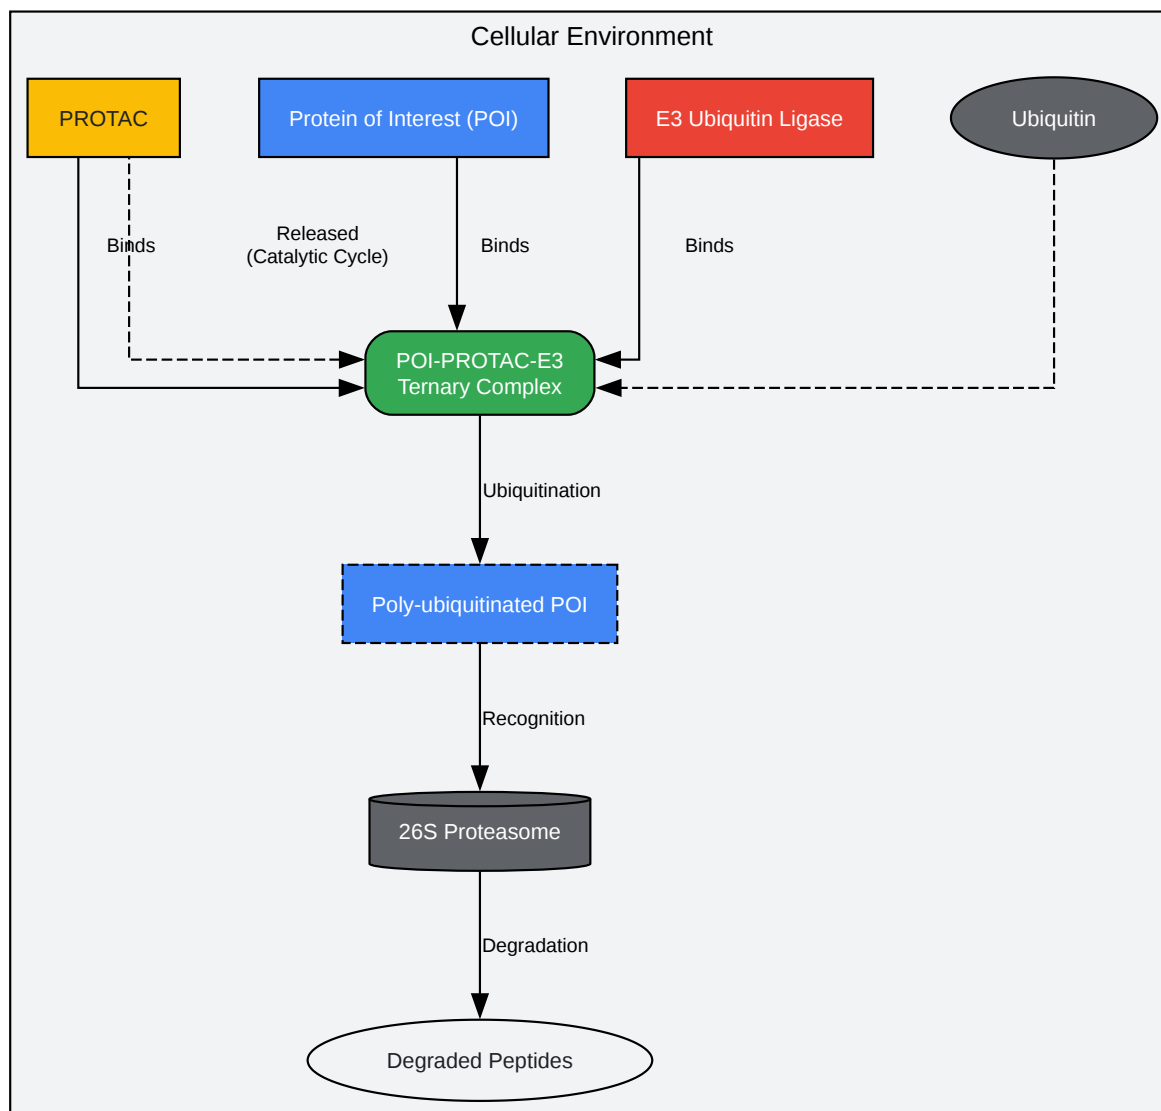 Cellular Environment
PROTAC
Protein of Interest (POI)
E3 Ubiquitin Ligase
Ubiquitin
Binds
Released
(Catalytic Cycle)
Binds
Binds
POI-PROTAC-E3
Ternary Complex
Ubiquitination
Poly-ubiquitinated POI
Recognition
26S Proteasome
Degradation
Degraded Peptides